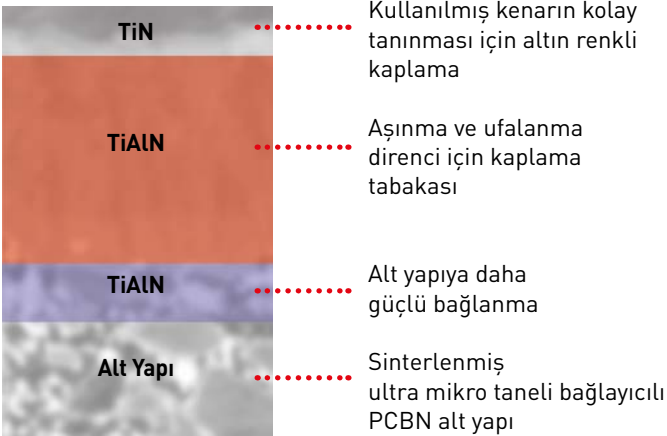 TiN
Kullanılmış kenarın kolay
tanınması için altın renkli
kaplama
TiAlN
Aşınma ve ufalanma
direnci için kaplama
tabakası
TiAlN
Alt yapıya daha
güçlü bağlanma
Alt Yapı
Sinterlenmiş
ultra mikro taneli bağlayıcılı
PCBN alt yapı